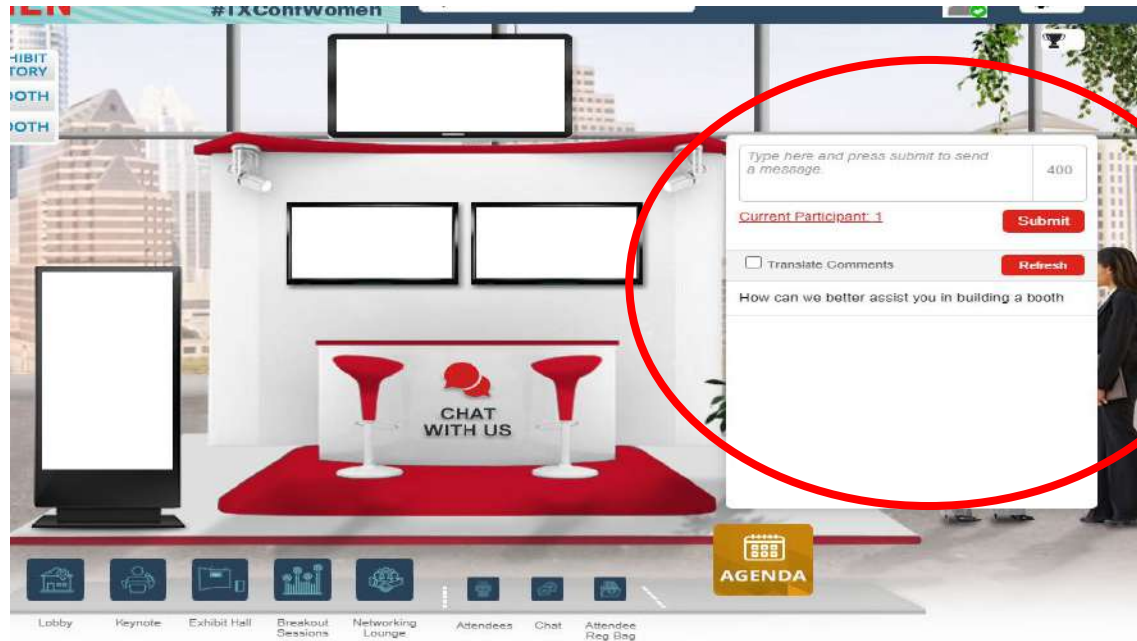 #TXConfWomen
OOTH
OOTH
Type here and press submit to send
a message.
400
Current Participant: 1
Submit
Translate Comments
Refresh
How can we better assist you in building a booth
CHAT
WITH US
AGENDA
Lobby
Keynote
Exhibit Hall
Breakout
Sessions
Networking
Lounge
Attendees
Chat
Attendee
Reg Bag